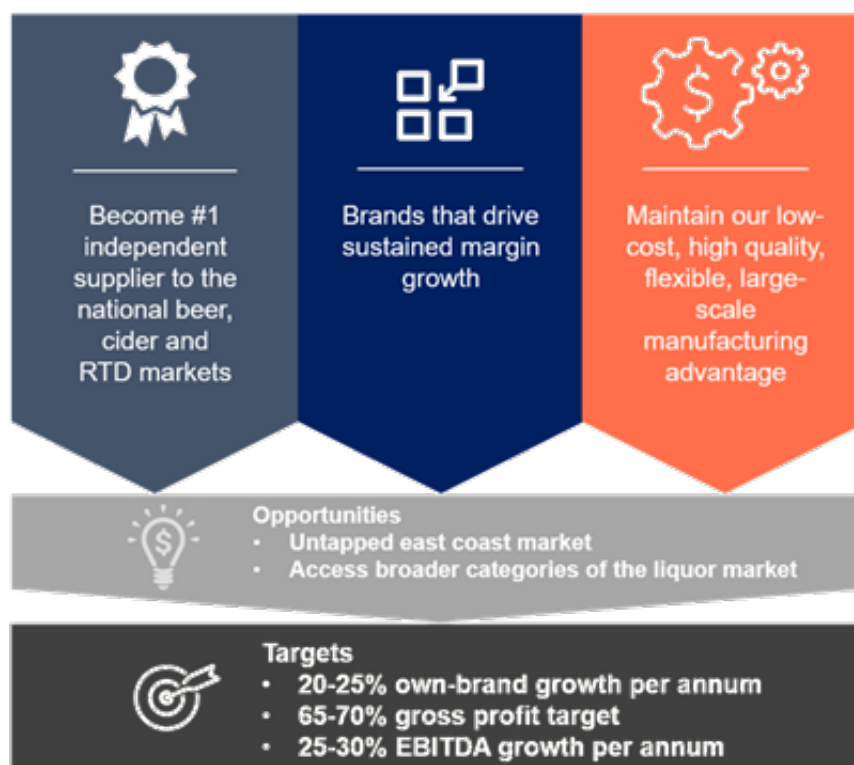 Become #1
independent
supplier to the
national beer,
cider and
RTD markets
Brands that drive
sustained margin
growth
Maintain our low-
cost, high quality,
flexible, large-
scale
manufacturing
advantage
$
$
Opportunities
• Untapped east coast market
• Access broader categories of the liquor market
Targets
• 20-25% own-brand growth per annum
• 65-70% gross profit target
• 25-30% EBITDA growth per annum